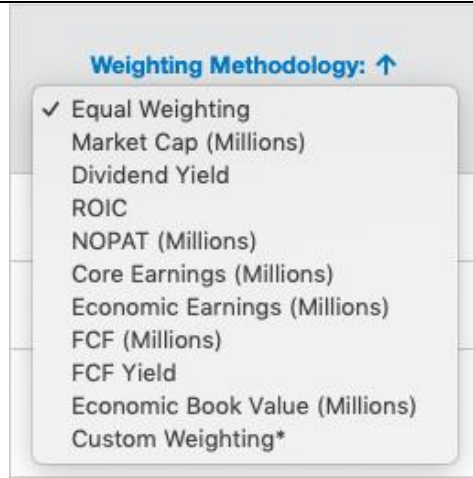 Weighting Methodology: ↑
✓ Equal Weighting
Market Cap (Millions)
Dividend Yield
ROIC
NOPAT (Millions)
Core Earnings (Millions)
Economic Earnings (Millions)
FCF (Millions)
FCF Yield
Economic Book Value (Millions)
Custom Weighting*